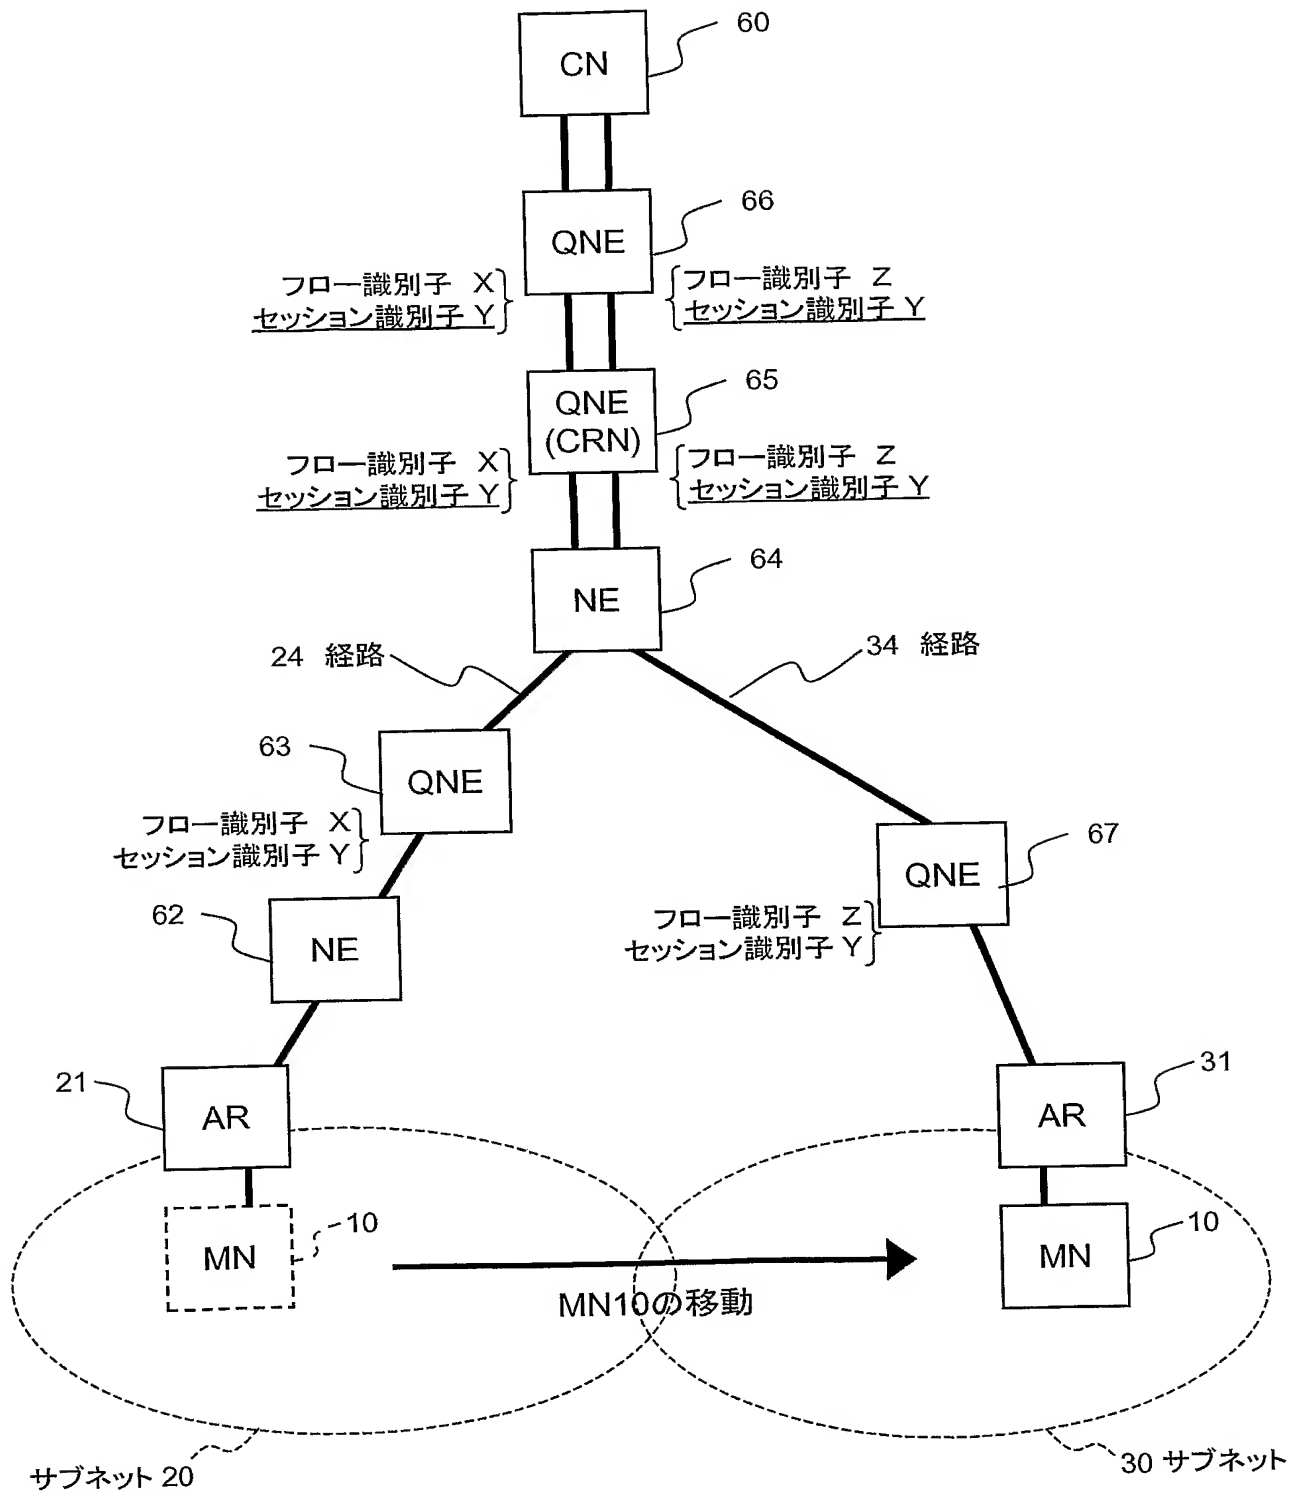 60
CN
66
QNE
フロー識別子 X
セッション識別子 Y
フロー識別子 Z
セッション識別子 Y
65
QNE
(CRN)
フロー識別子 X
セッション識別子 Y
フロー識別子 Z
セッション識別子 Y
64
NE
24 経路
34 経路
63
QNE
フロー識別子 X
セッション識別子 Y
67
QNE
フロー識別子 Z
セッション識別子 Y
62
NE
21
AR
31
AR
10
MN
10
MN
MN10の移動
サブネット 20
30 サブネット